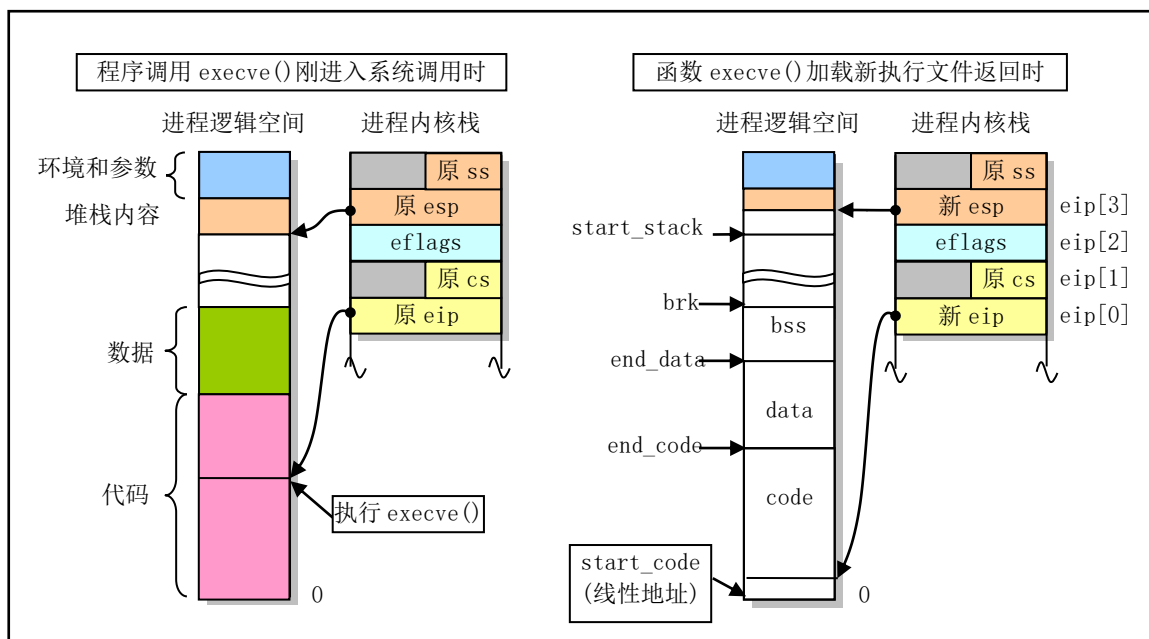 程序调用 execve()刚进入系统调用时
进程逻辑空间
进程内核栈
环境和参数
堆栈内容
数据
代码
原 ss
原 esp
eflags
原 cs
原 eip
执行 execve()
0
函数 execve()加载新执行文件返回时
进程逻辑空间
进程内核栈
start_stack
brk
end_data
end_code
start_code
(线性地址)
bss
data
code
0
原 ss
新 esp
eip[3]
eflags
eip[2]
原 cs
eip[1]
新 eip
eip[0]